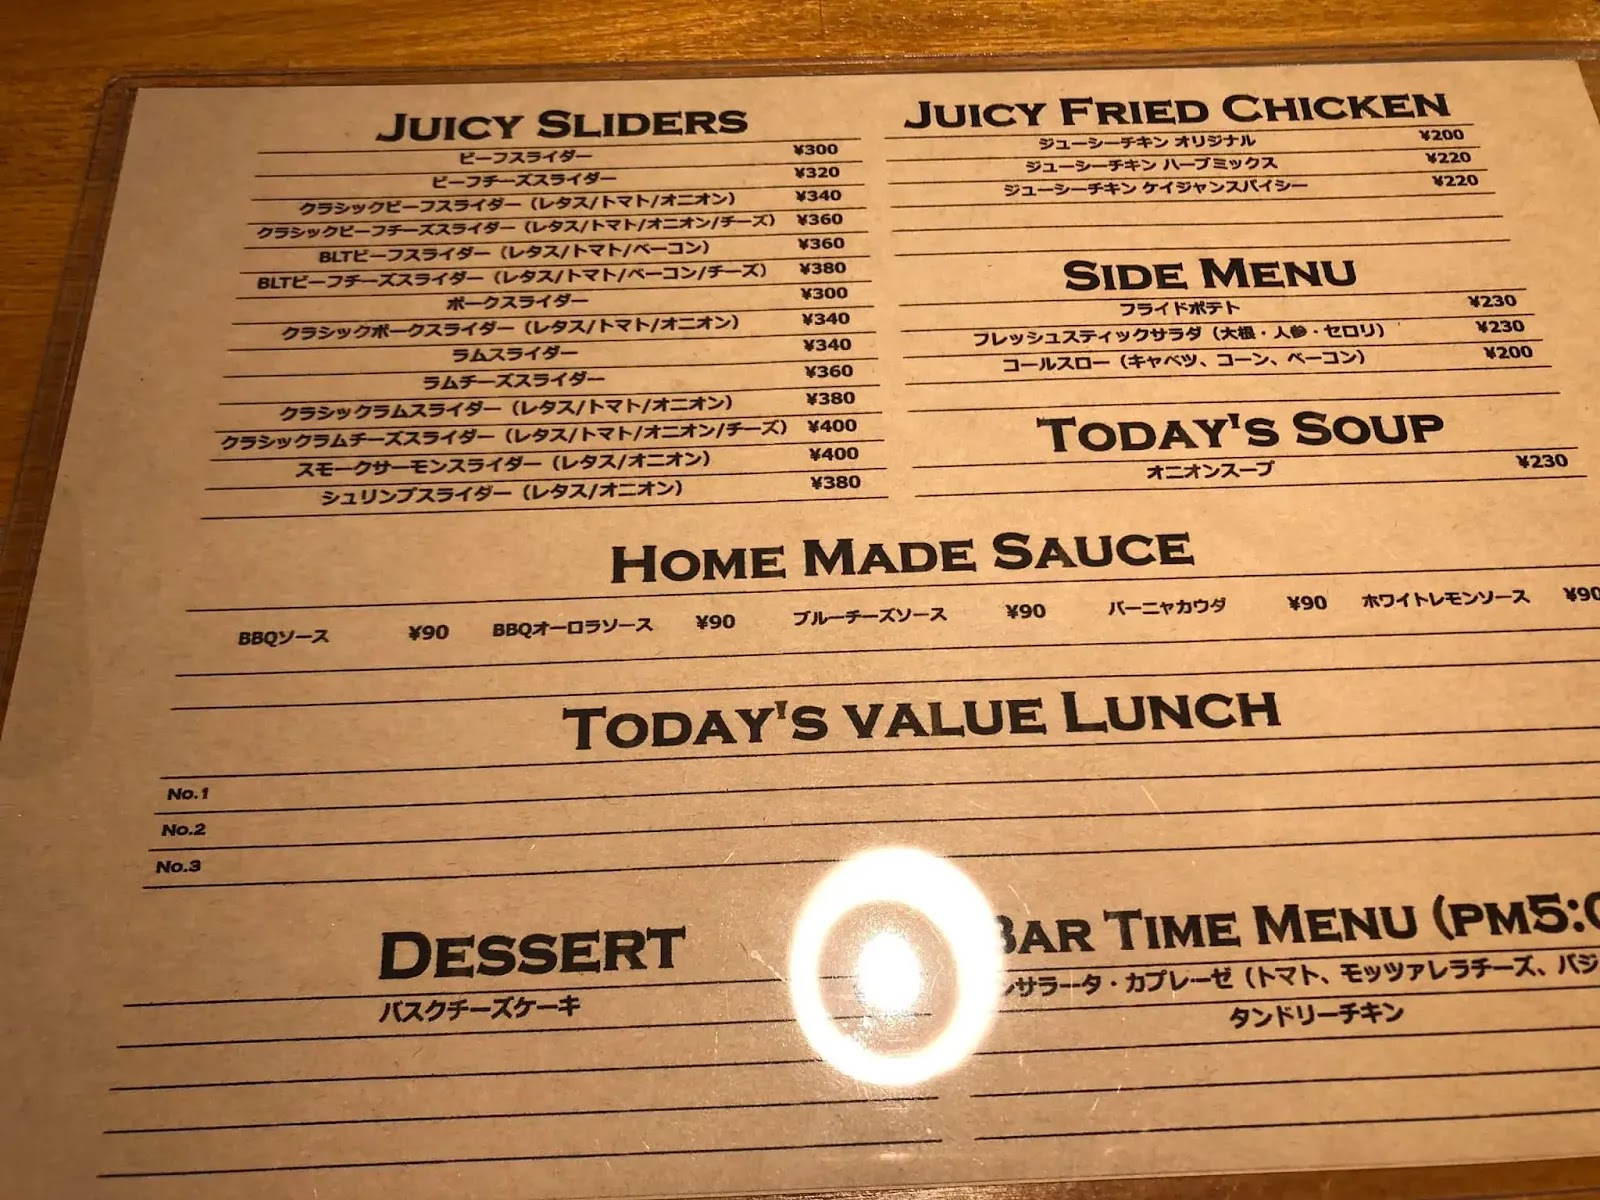 JUICY SLIDERS
ビーフスライダー ¥300
ビーフチーズスライダー ¥320
クラシックビーフスライダー（レタス/トマト/オニオン） ¥340
クラシックビーフチーズスライダー（レタス/トマト/オニオン/チーズ） ¥360
BLTビーフスライダー（レタス/トマト/ベーコン） ¥360
BLTビーフチーズスライダー（レタス/トマト/ベーコン/チーズ） ¥380
ポークスライダー ¥300
クラシックポークスライダー（レタス/トマト/オニオン） ¥340
ラムスライダー ¥340
ラムチーズスライダー ¥360
クラシックラムスライダー（レタス/トマト/オニオン） ¥380
クラシックラムチーズスライダー（レタス/トマト/オニオン/チーズ） ¥400
スモークサーモンスライダー（レタス/オニオン） ¥400
シュリンプスライダー（レタス/オニオン） ¥380
JUICY FRIED CHICKEN
ジューシーチキン オリジナル ¥200
ジューシーチキン ハーブミックス ¥220
ジューシーチキン ケイジャンスパイシー ¥220
SIDE MENU
フライドポテト ¥230
フレッシュスティックサラダ（大根・人参・セロリ） ¥230
コールスロー（キャベツ、コーン、ベーコン） ¥200
TODAY'S SOUP
オニオンスープ ¥230
HOME MADE SAUCE
BBQソース ¥90 BBQオーロラソース ¥90 ブルーチーズソース ¥90 バーニャカウダ ¥90 ホワイトレモンソース ¥90
TODAY'S VALUE LUNCH
No.1
No.2
No.3
DESSERT
バスクチーズケーキ
BAR TIME MENU (PM5:0
サラータ・カプレーゼ（トマト、モッツァレラチーズ、バジ
タンドリーチキン